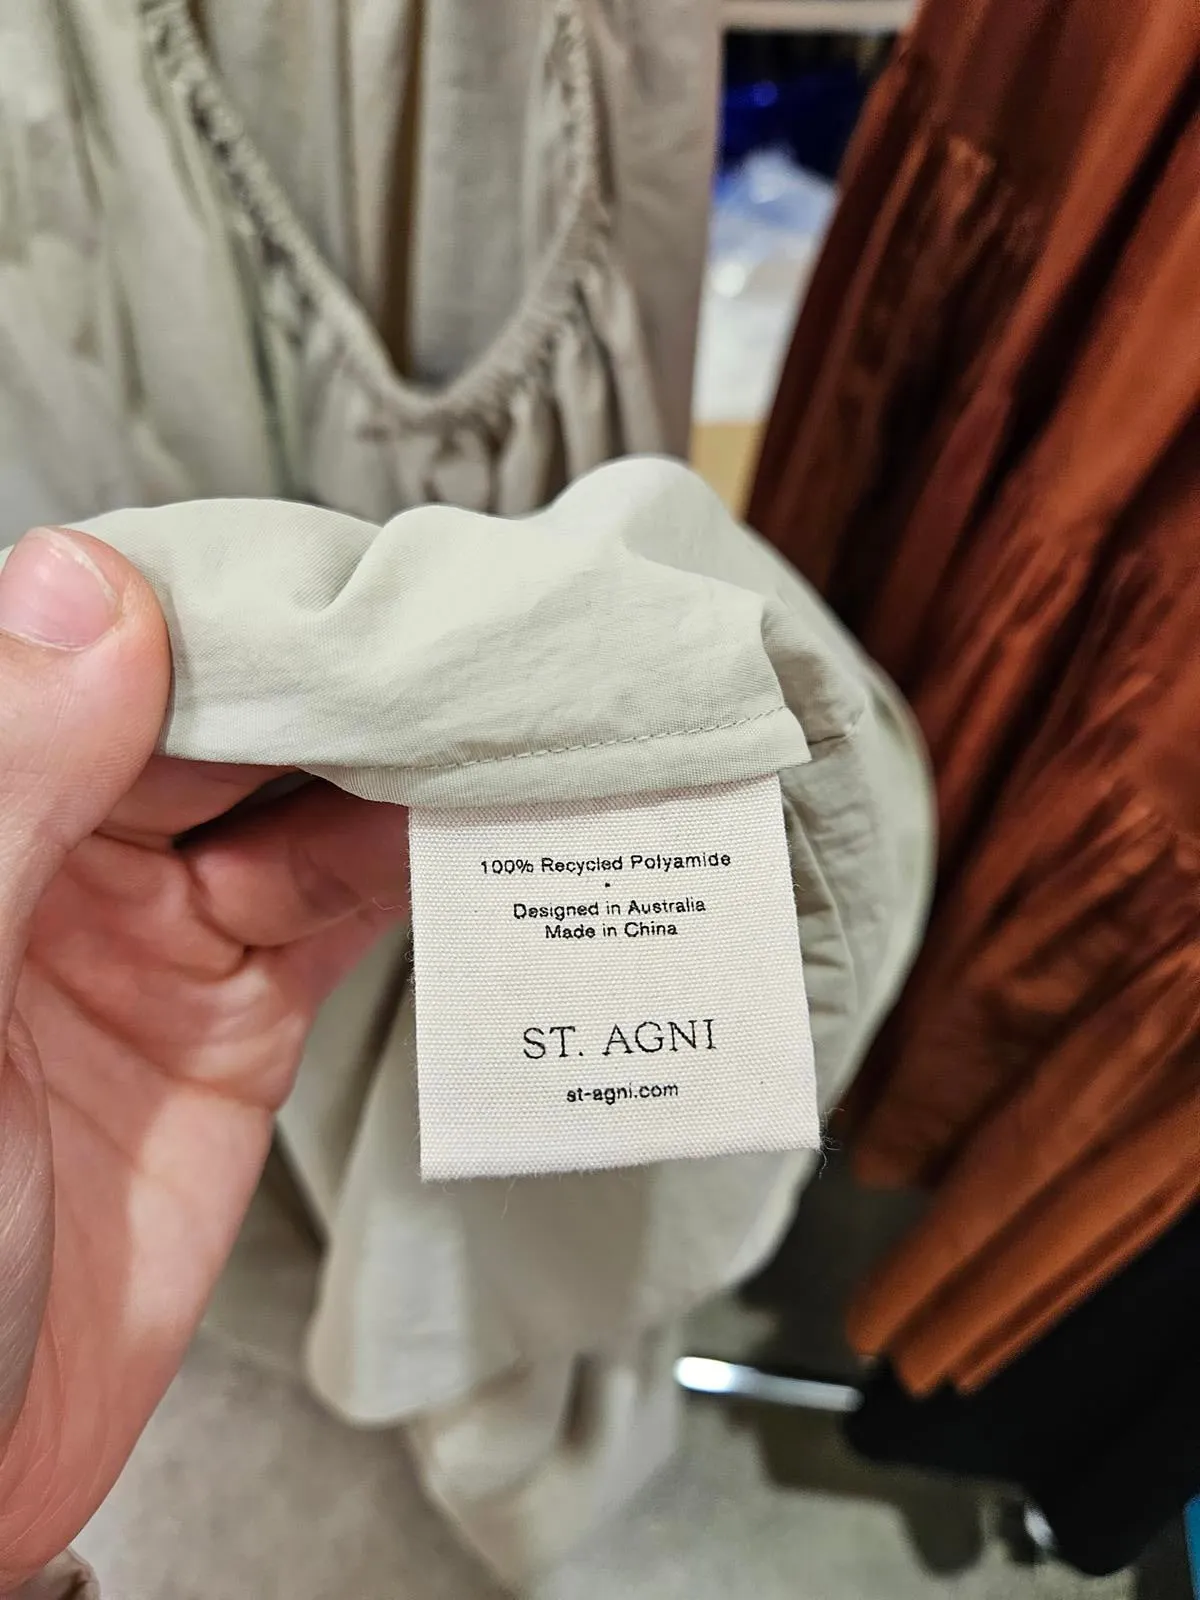 100% Recycled Polyamide
•
Designed in Australia
Made in China
ST. AGNI
st-agni.com